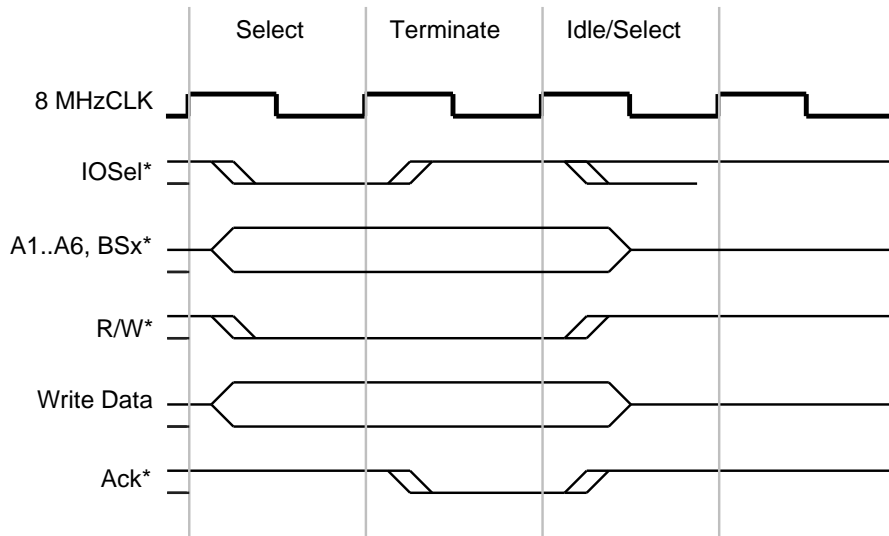 Select Terminate Idle/Select
8 MHzCLK
IOSel*
A1..A6, BSx*
R/W*
Write Data
Ack*